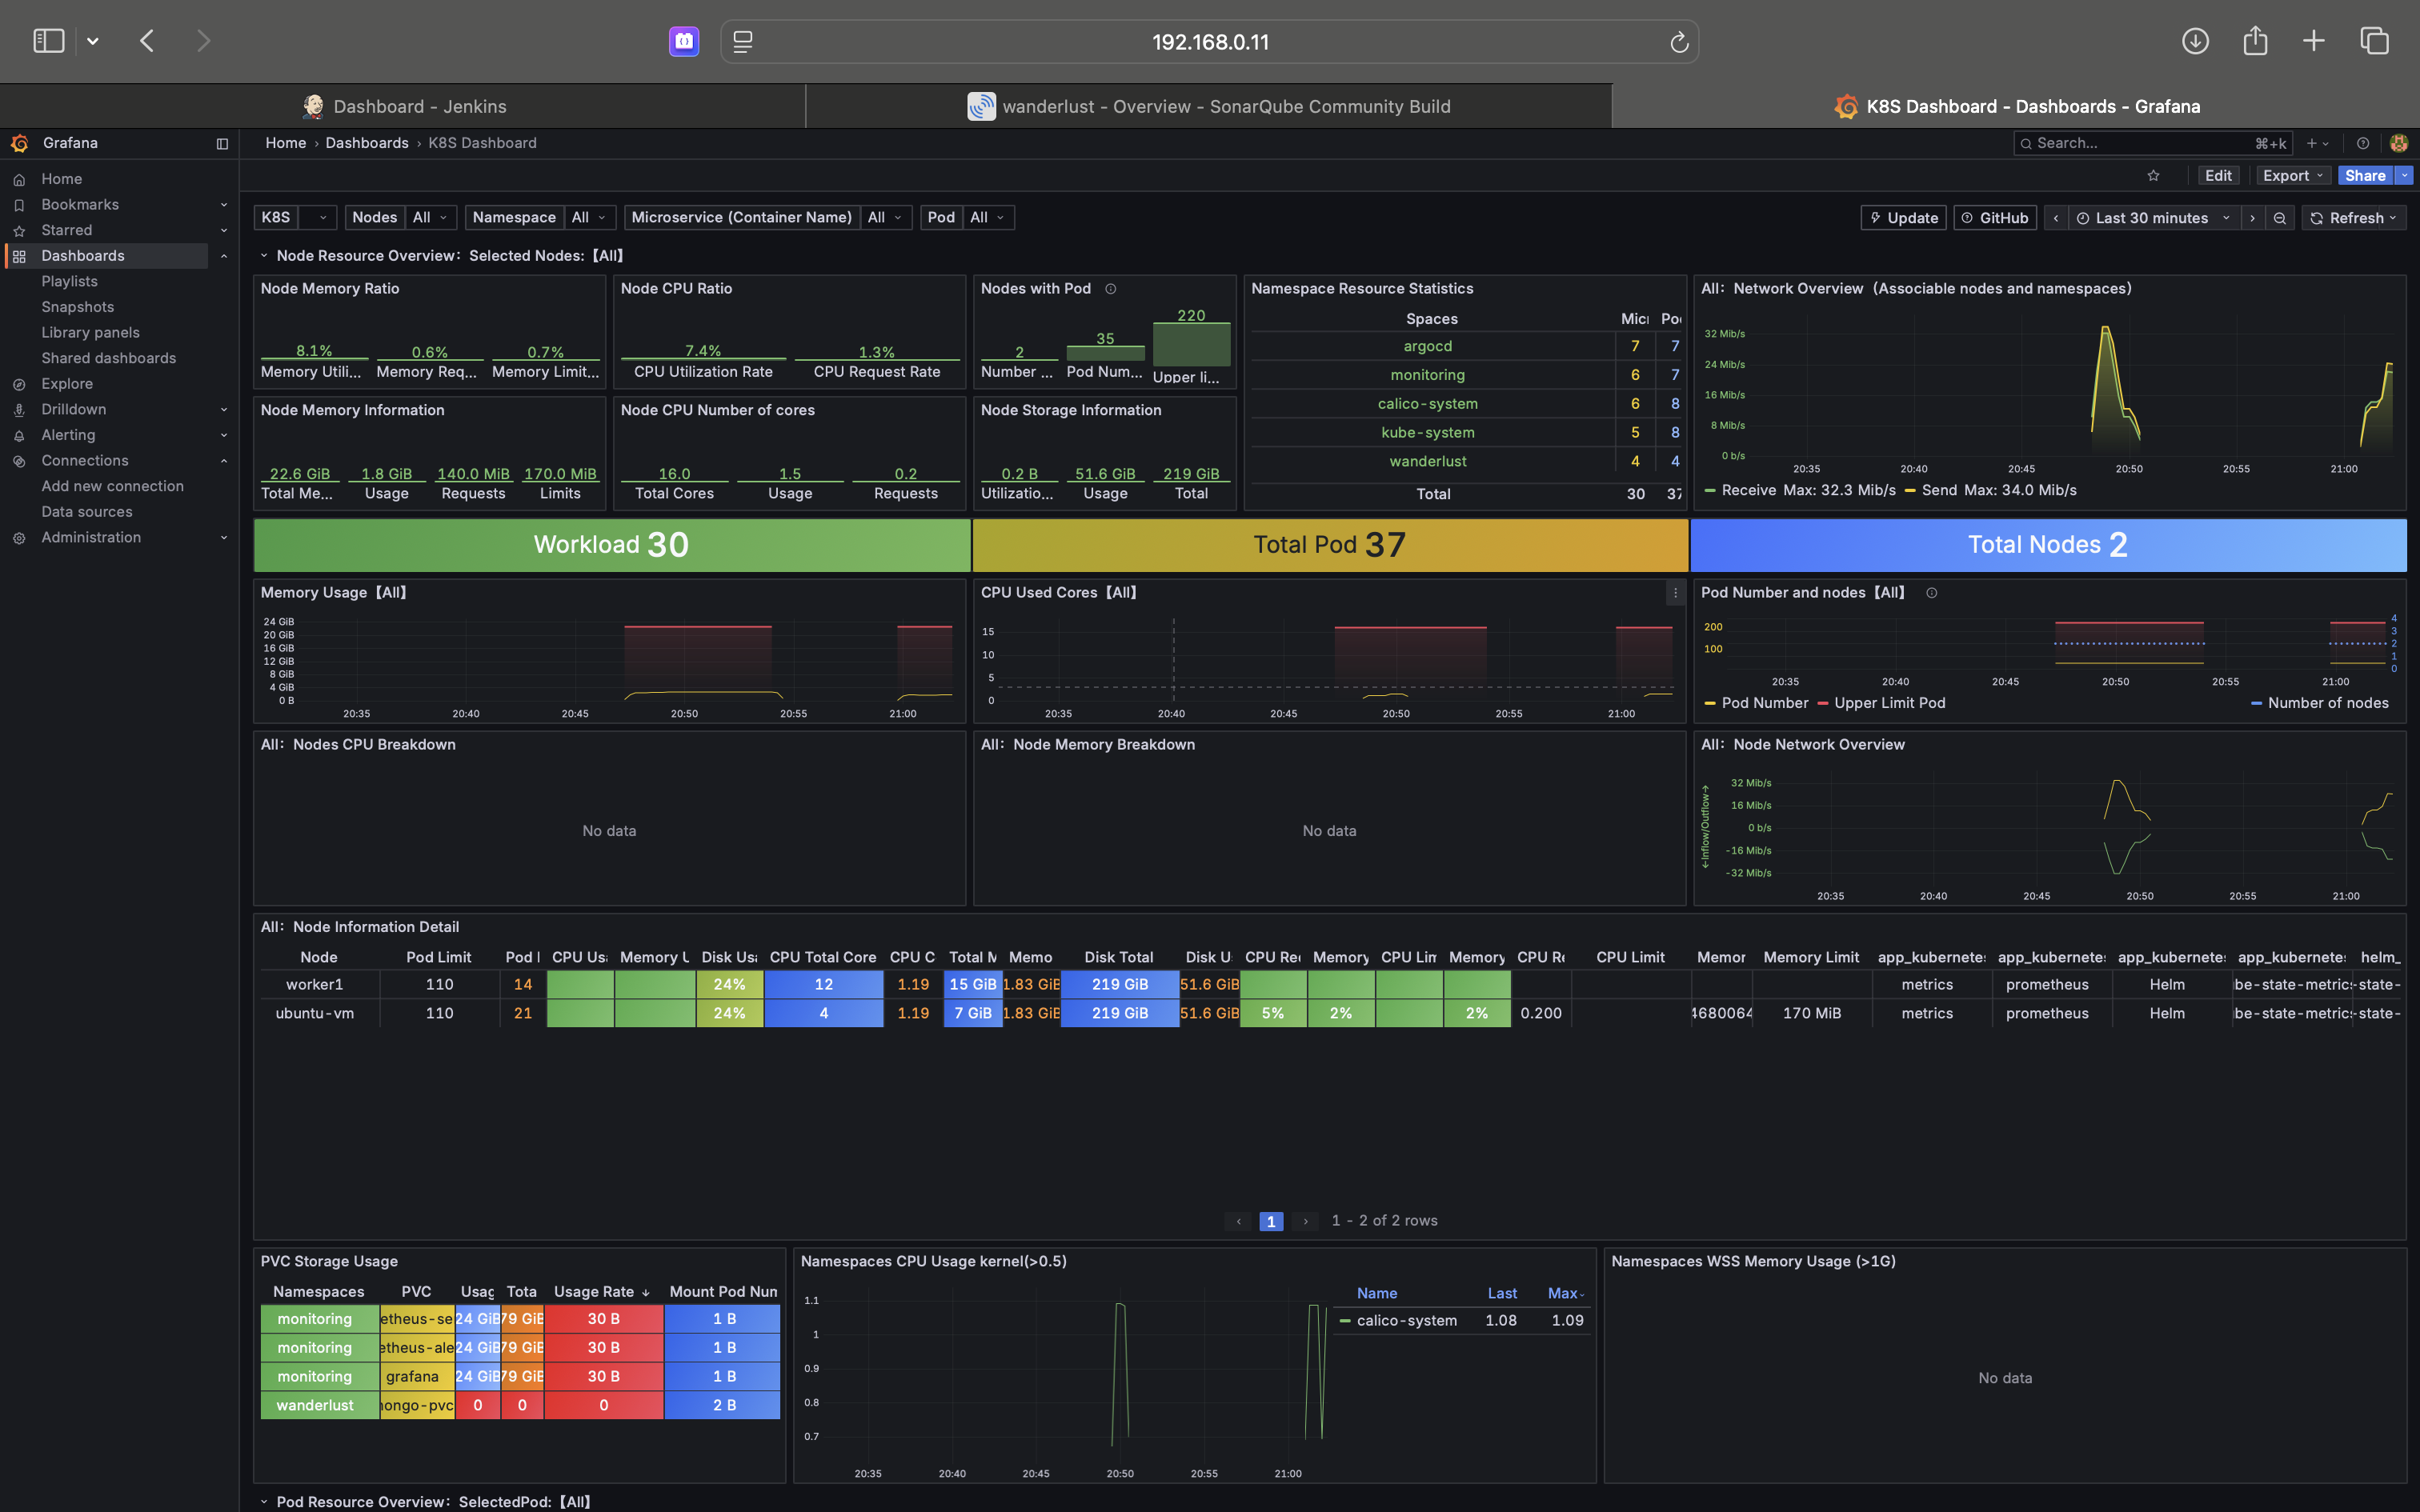 192.168.0.11
Dashboard - Jenkins
wanderlust - Overview - SonarQube Community Build
K8S Dashboard - Dashboards - Grafana
Grafana
Home › Dashboards › K8S Dashboard
Search... ⌘+k
Edit Export Share
Home
Bookmarks
Starred
Dashboards
Playlists
Snapshots
Library panels
Shared dashboards
Explore
Drilldown
Alerting
Connections
Add new connection
Data sources
Administration
K8S Nodes All Namespace All Microservice (Container Name) All Pod All
Update GitHub Last 30 minutes Refresh
Node Resource Overview：Selected Nodes:【All】
Node Memory Ratio
8.1% 0.6% 0.7%
Memory Utili... Memory Req... Memory Limit...
Node CPU Ratio
7.4% 1.3%
CPU Utilization Rate CPU Request Rate
Nodes with Pod
2 35 220
Number ... Pod Num... Upper li...
Namespace Resource Statistics
Spaces Micr Poc
argocd 7 7
monitoring 6 7
calico-system 6 8
kube-system 5 8
wanderlust 4 4
Total 30 37
All：Network Overview（Associable nodes and namespaces）
32 Mib/s
24 Mib/s
16 Mib/s
8 Mib/s
0 b/s
20:35 20:40 20:45 20:50 20:55 21:00
Receive Max: 32.3 Mib/s Send Max: 34.0 Mib/s
Node Memory Information
22.6 GiB 1.8 GiB 140.0 MiB 170.0 MiB
Total Me... Usage Requests Limits
Node CPU Number of cores
16.0 1.5 0.2
Total Cores Usage Requests
Node Storage Information
0.2 B 51.6 GiB 219 GiB
Utilizatio... Usage Total
Workload 30
Total Pod 37
Total Nodes 2
Memory Usage【All】
24 GiB
20 GiB
16 GiB
12 GiB
8 GiB
4 GiB
0 B
20:35 20:40 20:45 20:50 20:55 21:00
CPU Used Cores【All】
15
10
5
0
20:35 20:40 20:45 20:50 20:55 21:00
Pod Number and nodes【All】
200
100
4
3
2
1
0
20:35 20:40 20:45 20:50 20:55 21:00
Pod Number Upper Limit Pod Number of nodes
All：Nodes CPU Breakdown
No data
All：Node Memory Breakdown
No data
All：Node Network Overview
←Inflow/Outflow→
32 Mib/s
16 Mib/s
0 b/s
-16 Mib/s
-32 Mib/s
20:35 20:40 20:45 20:50 20:55 21:00
All：Node Information Detail
Node Pod Limit Pod CPU Us Memory U Disk Us CPU Total Core CPU C Total M Memo Disk Total Disk U CPU Re Memory CPU Lim Memory CPU Re CPU Limit Memor Memory Limit app_kubernete app_kubernete app_kubernete app_kubernete helm_
worker1 110 14 24% 12 1.19 15 GiB 1.83 GiB 219 GiB 51.6 GiB metrics prometheus Helm be-state-metrics -state-
ubuntu-vm 110 21 24% 4 1.19 7 GiB 1.83 GiB 219 GiB 51.6 GiB 5% 2% 2% 0.200 4680064 170 MiB metrics prometheus Helm be-state-metrics -state-
1 1 - 2 of 2 rows
PVC Storage Usage
Namespaces PVC Usag Tota Usage Rate ↓ Mount Pod Num
monitoring etheus-se 24 GiB 79 GiB 30 B 1 B
monitoring etheus-ale 24 GiB 79 GiB 30 B 1 B
monitoring grafana 24 GiB 79 GiB 30 B 1 B
wanderlust mongo-pvc 0 0 0 2 B
Namespaces CPU Usage kernel(>0.5)
1.1
1
0.9
0.8
0.7
20:35 20:40 20:45 20:50 20:55 21:00
Name Last Max
calico-system 1.08 1.09
Namespaces WSS Memory Usage (>1G)
No data
Pod Resource Overview：SelectedPod:【All】